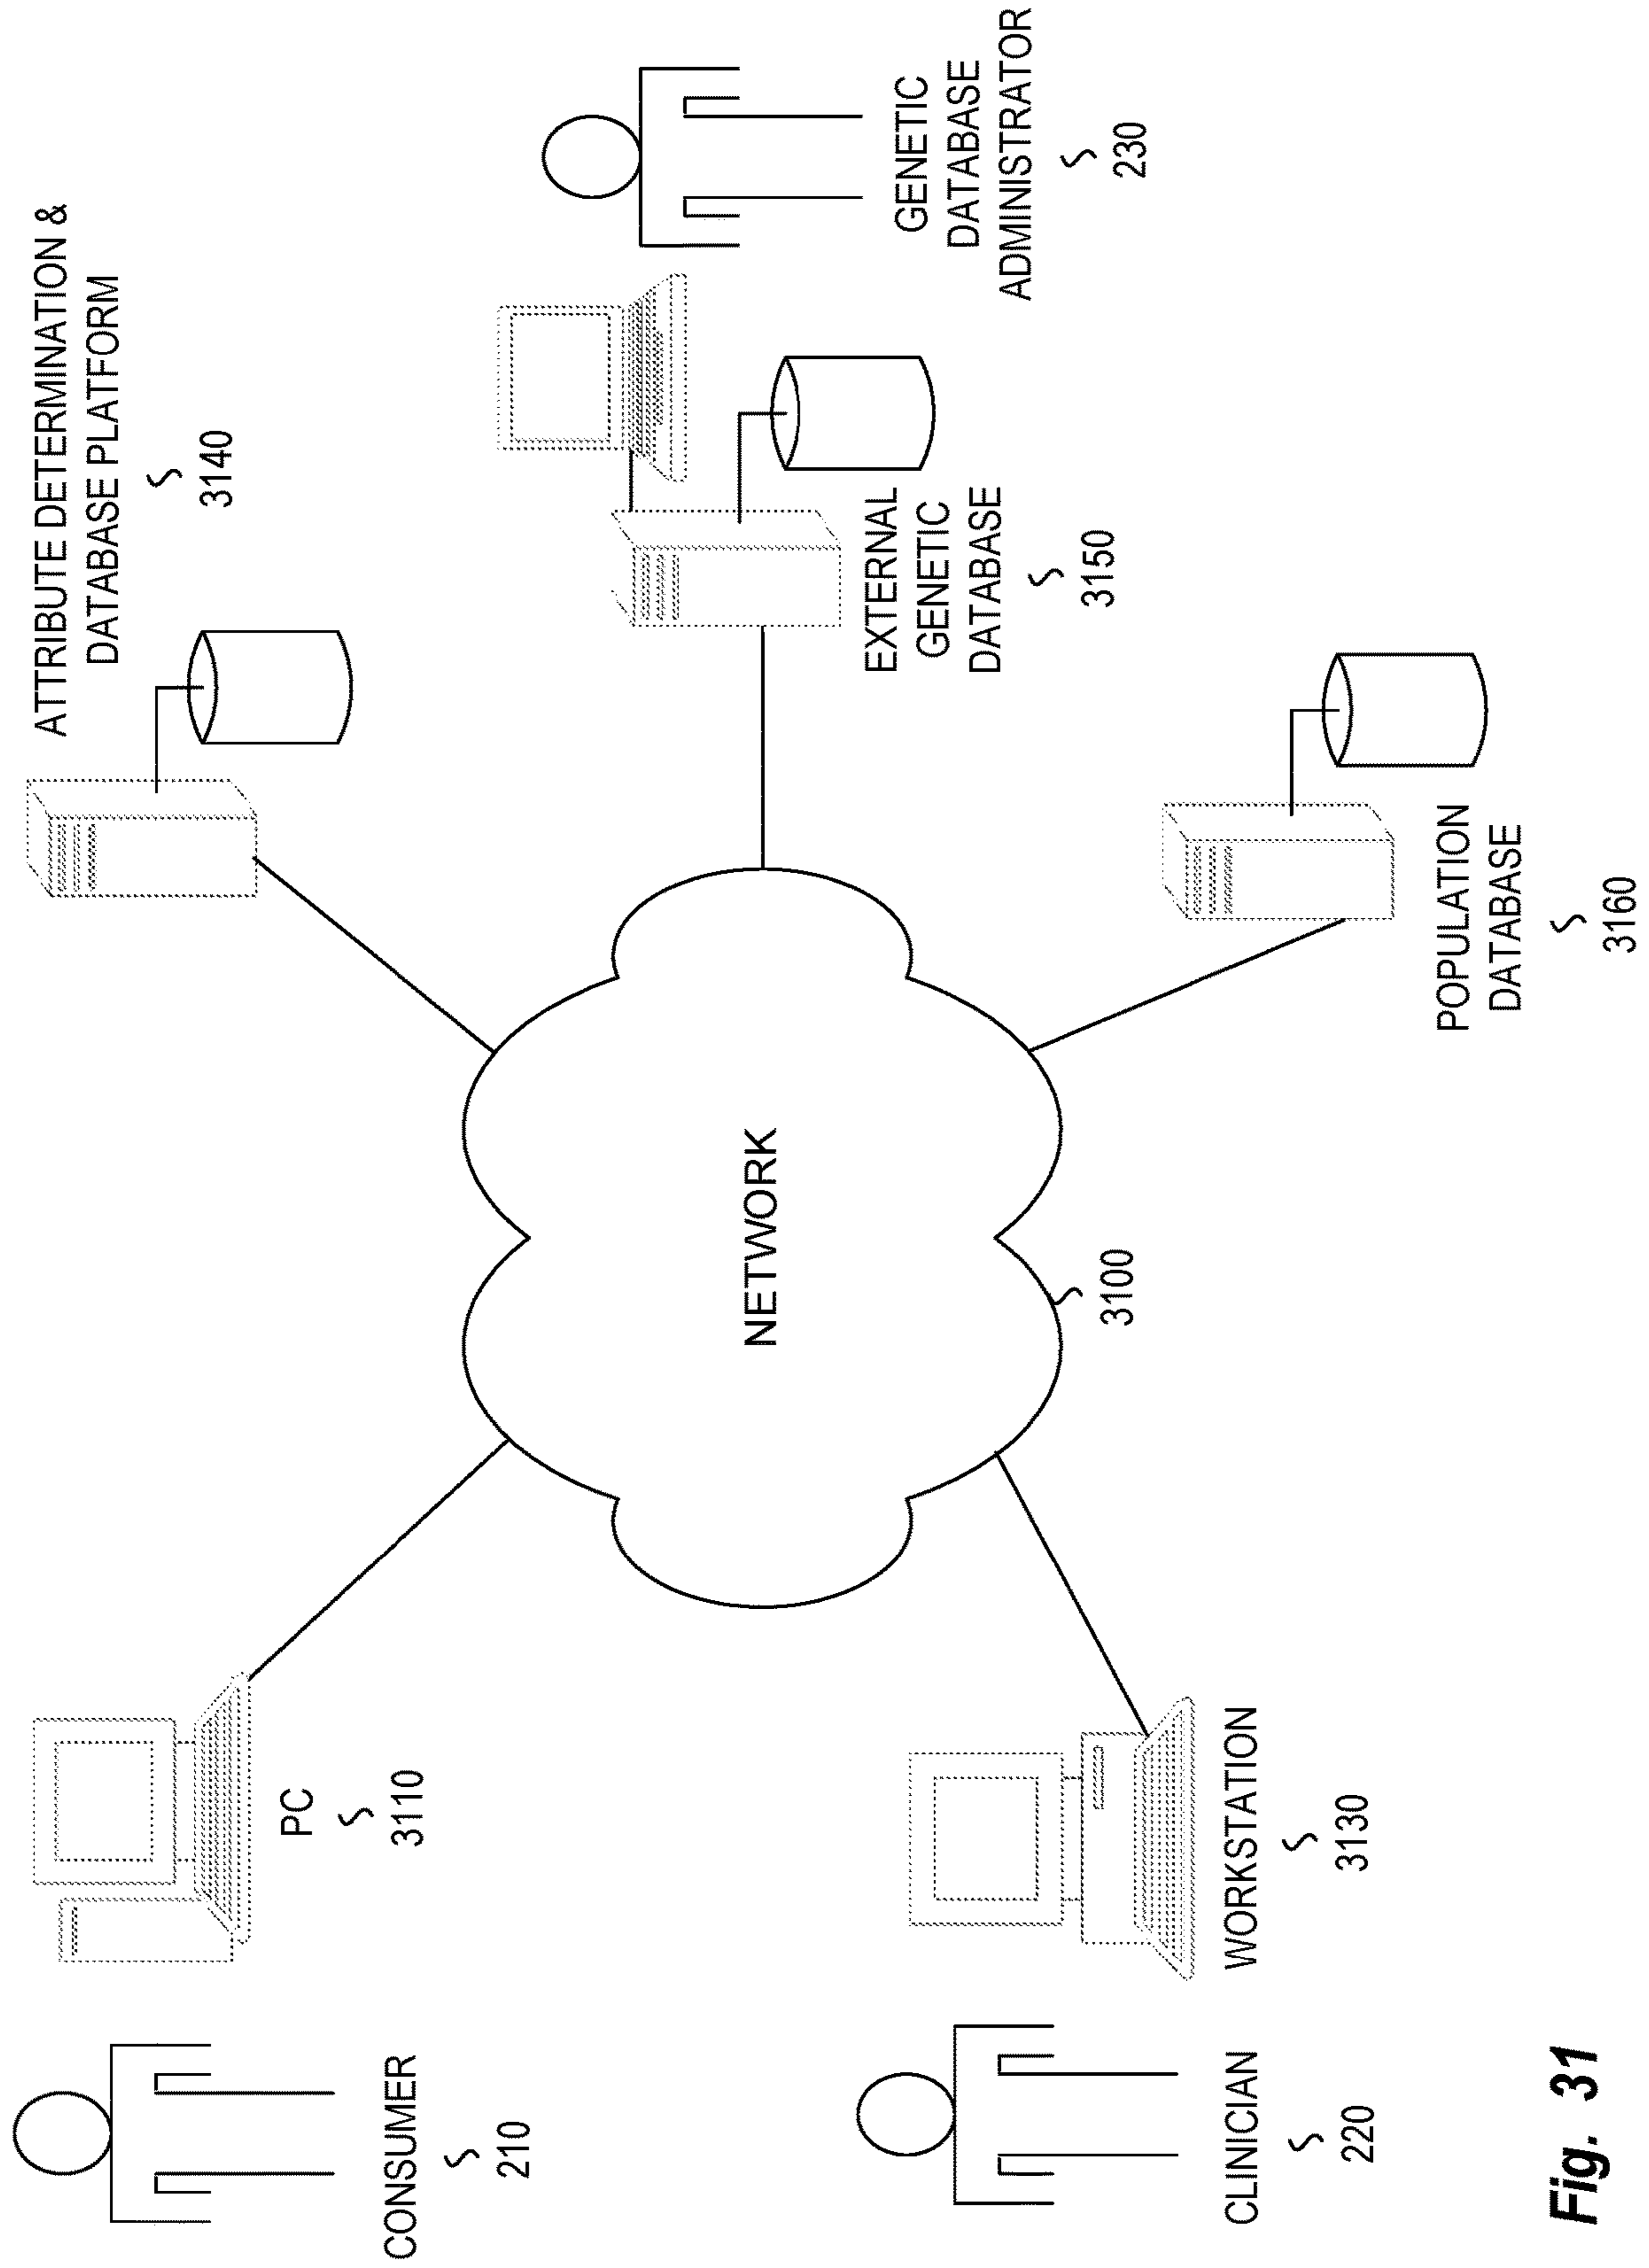 ATTRIBUTE DETERMINATION &
DATABASE PLATFORM
3140
PC
3110
CONSUMER
210
GENETIC
DATABASE
ADMINISTRATOR
230
EXTERNAL
GENETIC
DATABASE
3150
NETWORK
3100
WORKSTATION
3130
CLINICIAN
220
POPULATION
DATABASE
3160
Fig. 31